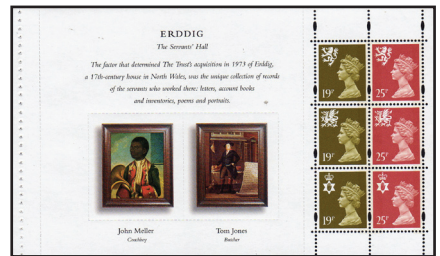 ERDDIG
The Servants' Hall
The factor that determined The Trust's acquisition in 1973 of Erddig,
a 17th-century house in North Wales, was the unique collection of records
of the servants who worked there: letters, account books
and inventories, poems and portraits.
John Meller
Coachboy
Tom Jones
Butcher
19P 25P
19P 25P
19P 25P